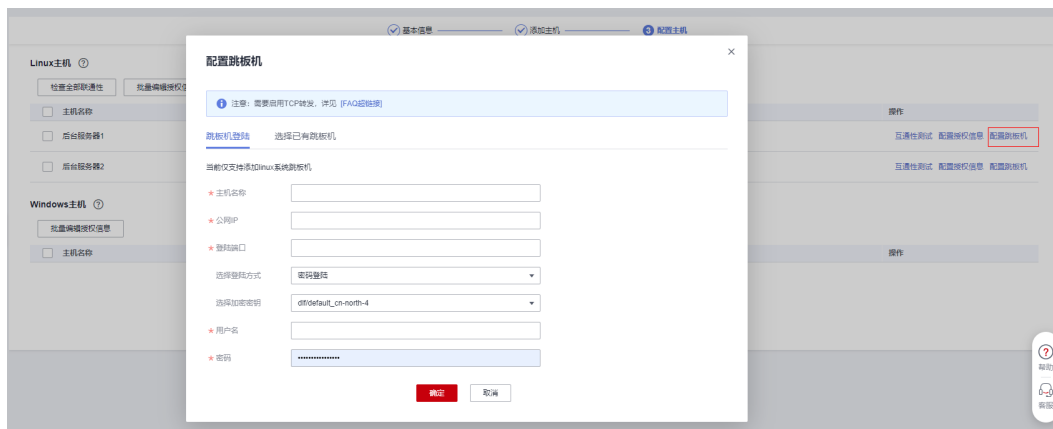 基本信息
添加主机
3 配置主机
Linux主机 ?
检查全部联通性
批量编辑授权信
主机名称
操作
后台服务器1
互通性测试 配置授权信息 配置跳板机
后台服务器2
互通性测试 配置授权信息 配置跳板机
Windows主机 ?
批量编辑授权信息
主机名称
操作
配置跳板机
注意：需要启用TCP转发，详见 [FAQ超链接]
跳板机登陆
选择已有跳板机
当前仅支持添加linux系统跳板机
* 主机名称
* 公网IP
* 登陆端口
选择登陆方式
密码登陆
选择加密密钥
dlf/default_cn-north-4
* 用户名
* 密码
确定
取消
帮助
客服